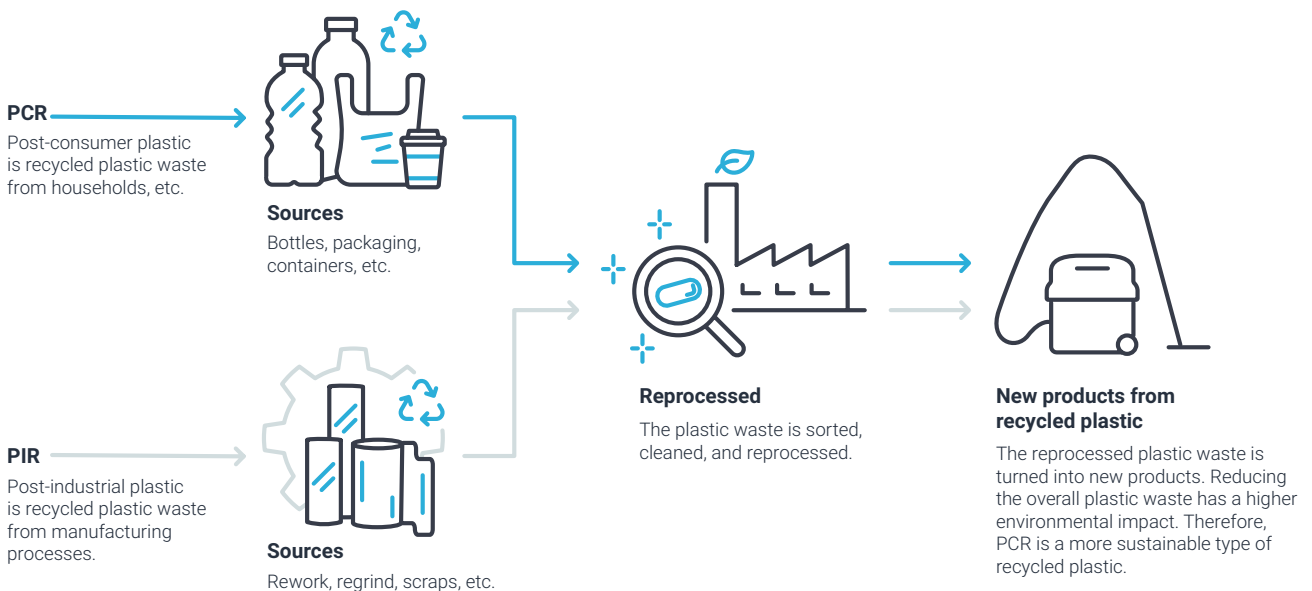 PCR
Post-consumer plastic
is recycled plastic waste
from households, etc.
Sources
Bottles, packaging,
containers, etc.
PIR
Post-industrial plastic
is recycled plastic waste
from manufacturing
processes.
Sources
Rework, regrind, scraps, etc.
Reprocessed
The plastic waste is sorted,
cleaned, and reprocessed.
New products from
recycled plastic
The reprocessed plastic waste is
turned into new products. Reducing
the overall plastic waste has a higher
environmental impact. Therefore,
PCR is a more sustainable type of
recycled plastic.